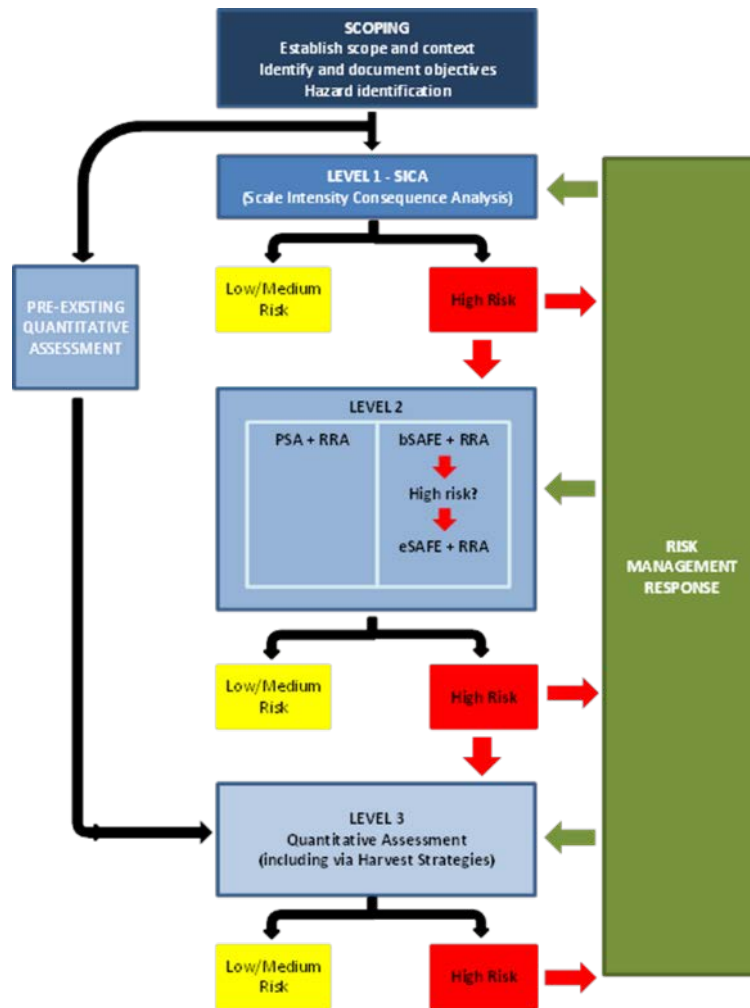 SCOPING
Establish scope and context
Identify and document objectives
Hazard identification
LEVEL 1 - SICA
(Scale Intensity Consequence Analysis)
Low/Medium
Risk
High Risk
PRE-EXISTING
QUANTITATIVE
ASSESSMENT
LEVEL 2
PSA + RRA
bSAFE + RRA
High risk?
eSAFE + RRA
RISK
MANAGEMENT
RESPONSE
Low/Medium
Risk
High Risk
LEVEL 3
Quantitative Assessment
(including via Harvest Strategies)
Low/Medium
Risk
High Risk